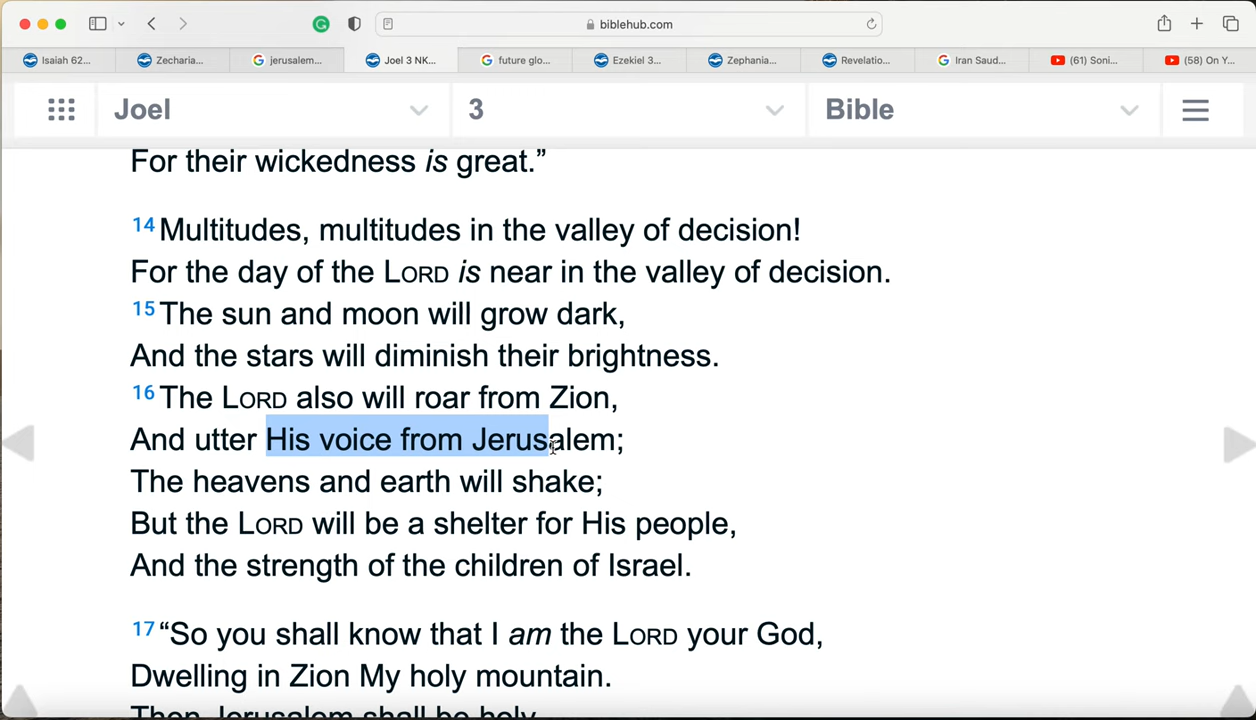 biblehub.com
Isaiah 62...
Zecharia...
jerusalem...
Joel 3 NK...
future glo...
Ezekiel 3...
Zephania...
Revelatio...
Iran Saud...
(61) Soni...
(58) On Y...
Joel
3
Bible
For their wickedness is great.”
14 Multitudes, multitudes in the valley of decision!
For the day of the LORD is near in the valley of decision.
15 The sun and moon will grow dark,
And the stars will diminish their brightness.
16 The LORD also will roar from Zion,
And utter His voice from Jerusalem;
The heavens and earth will shake;
But the LORD will be a shelter for His people,
And the strength of the children of Israel.
17 “So you shall know that I am the LORD your God,
Dwelling in Zion My holy mountain.
Then Jerusalem shall be holy,